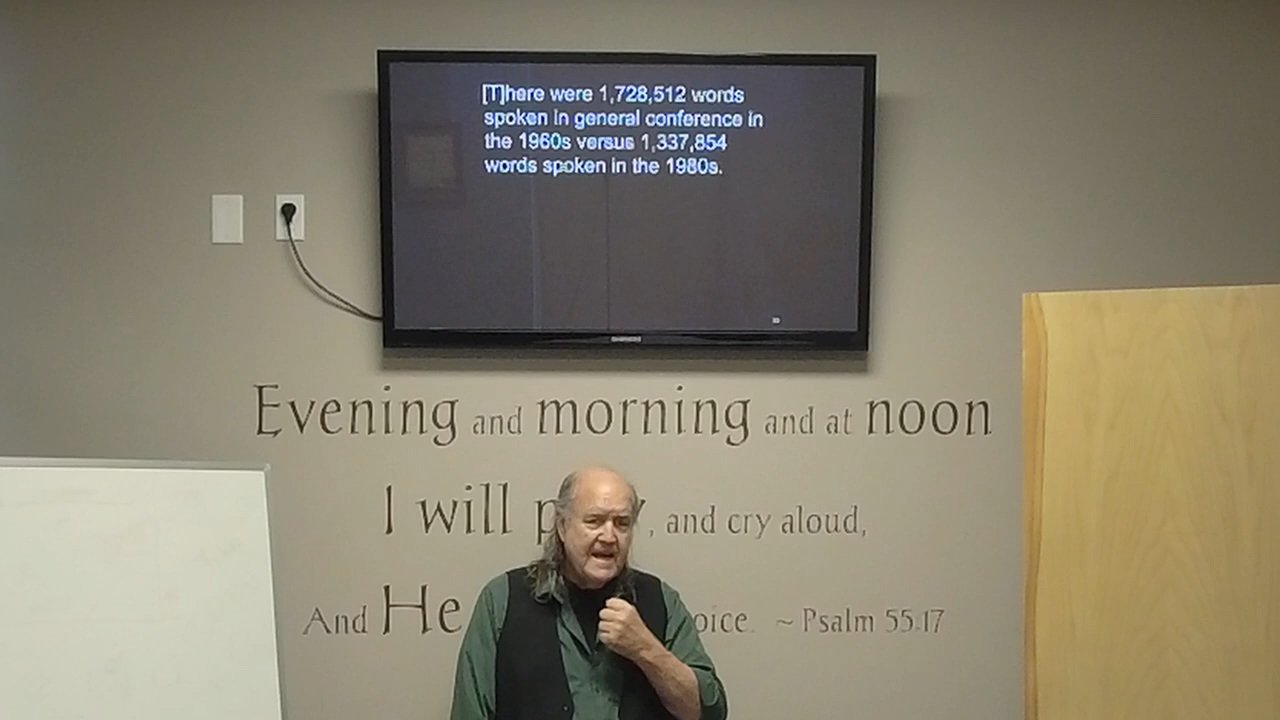 [T]here were 1,728,512 words
spoken in general conference in
the 1960s versus 1,337,854
words spoken in the 1980s.
Evening and morning and at noon
I will , and cry aloud,
And He ~ Psalm 55:17